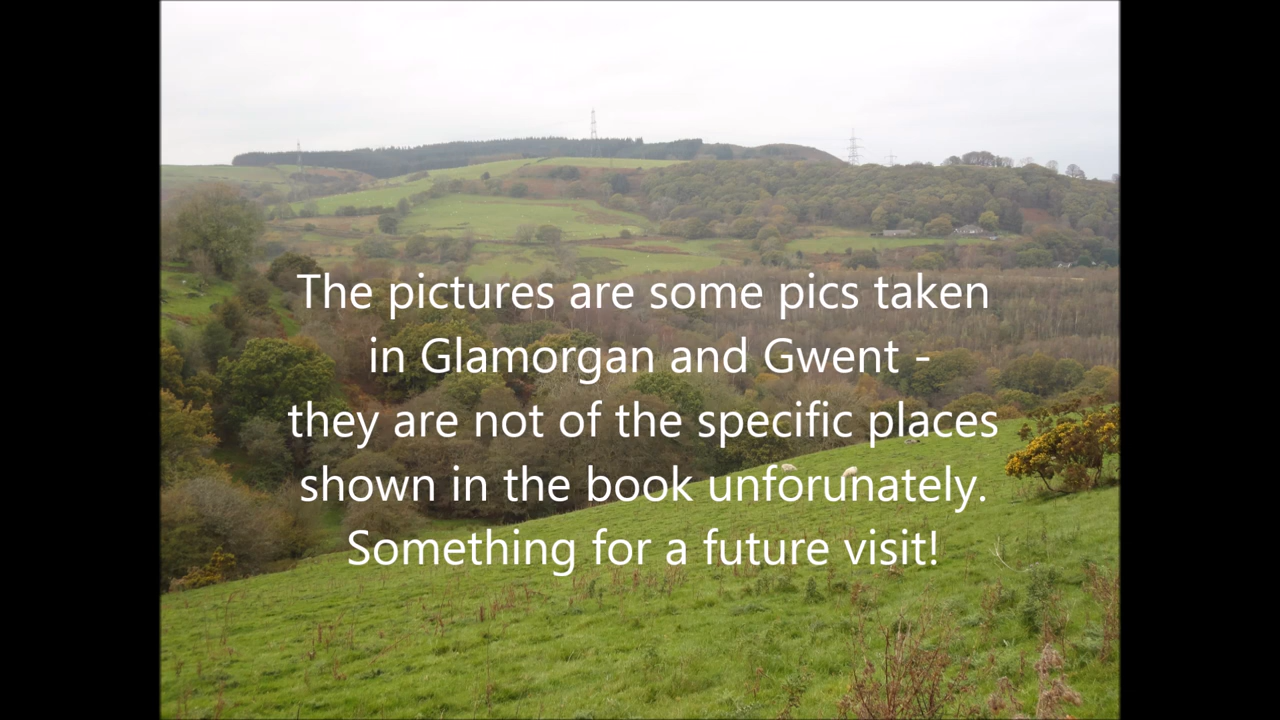 The pictures are some pics taken
in Glamorgan and Gwent -
they are not of the specific places
shown in the book unforunately.
Something for a future visit!